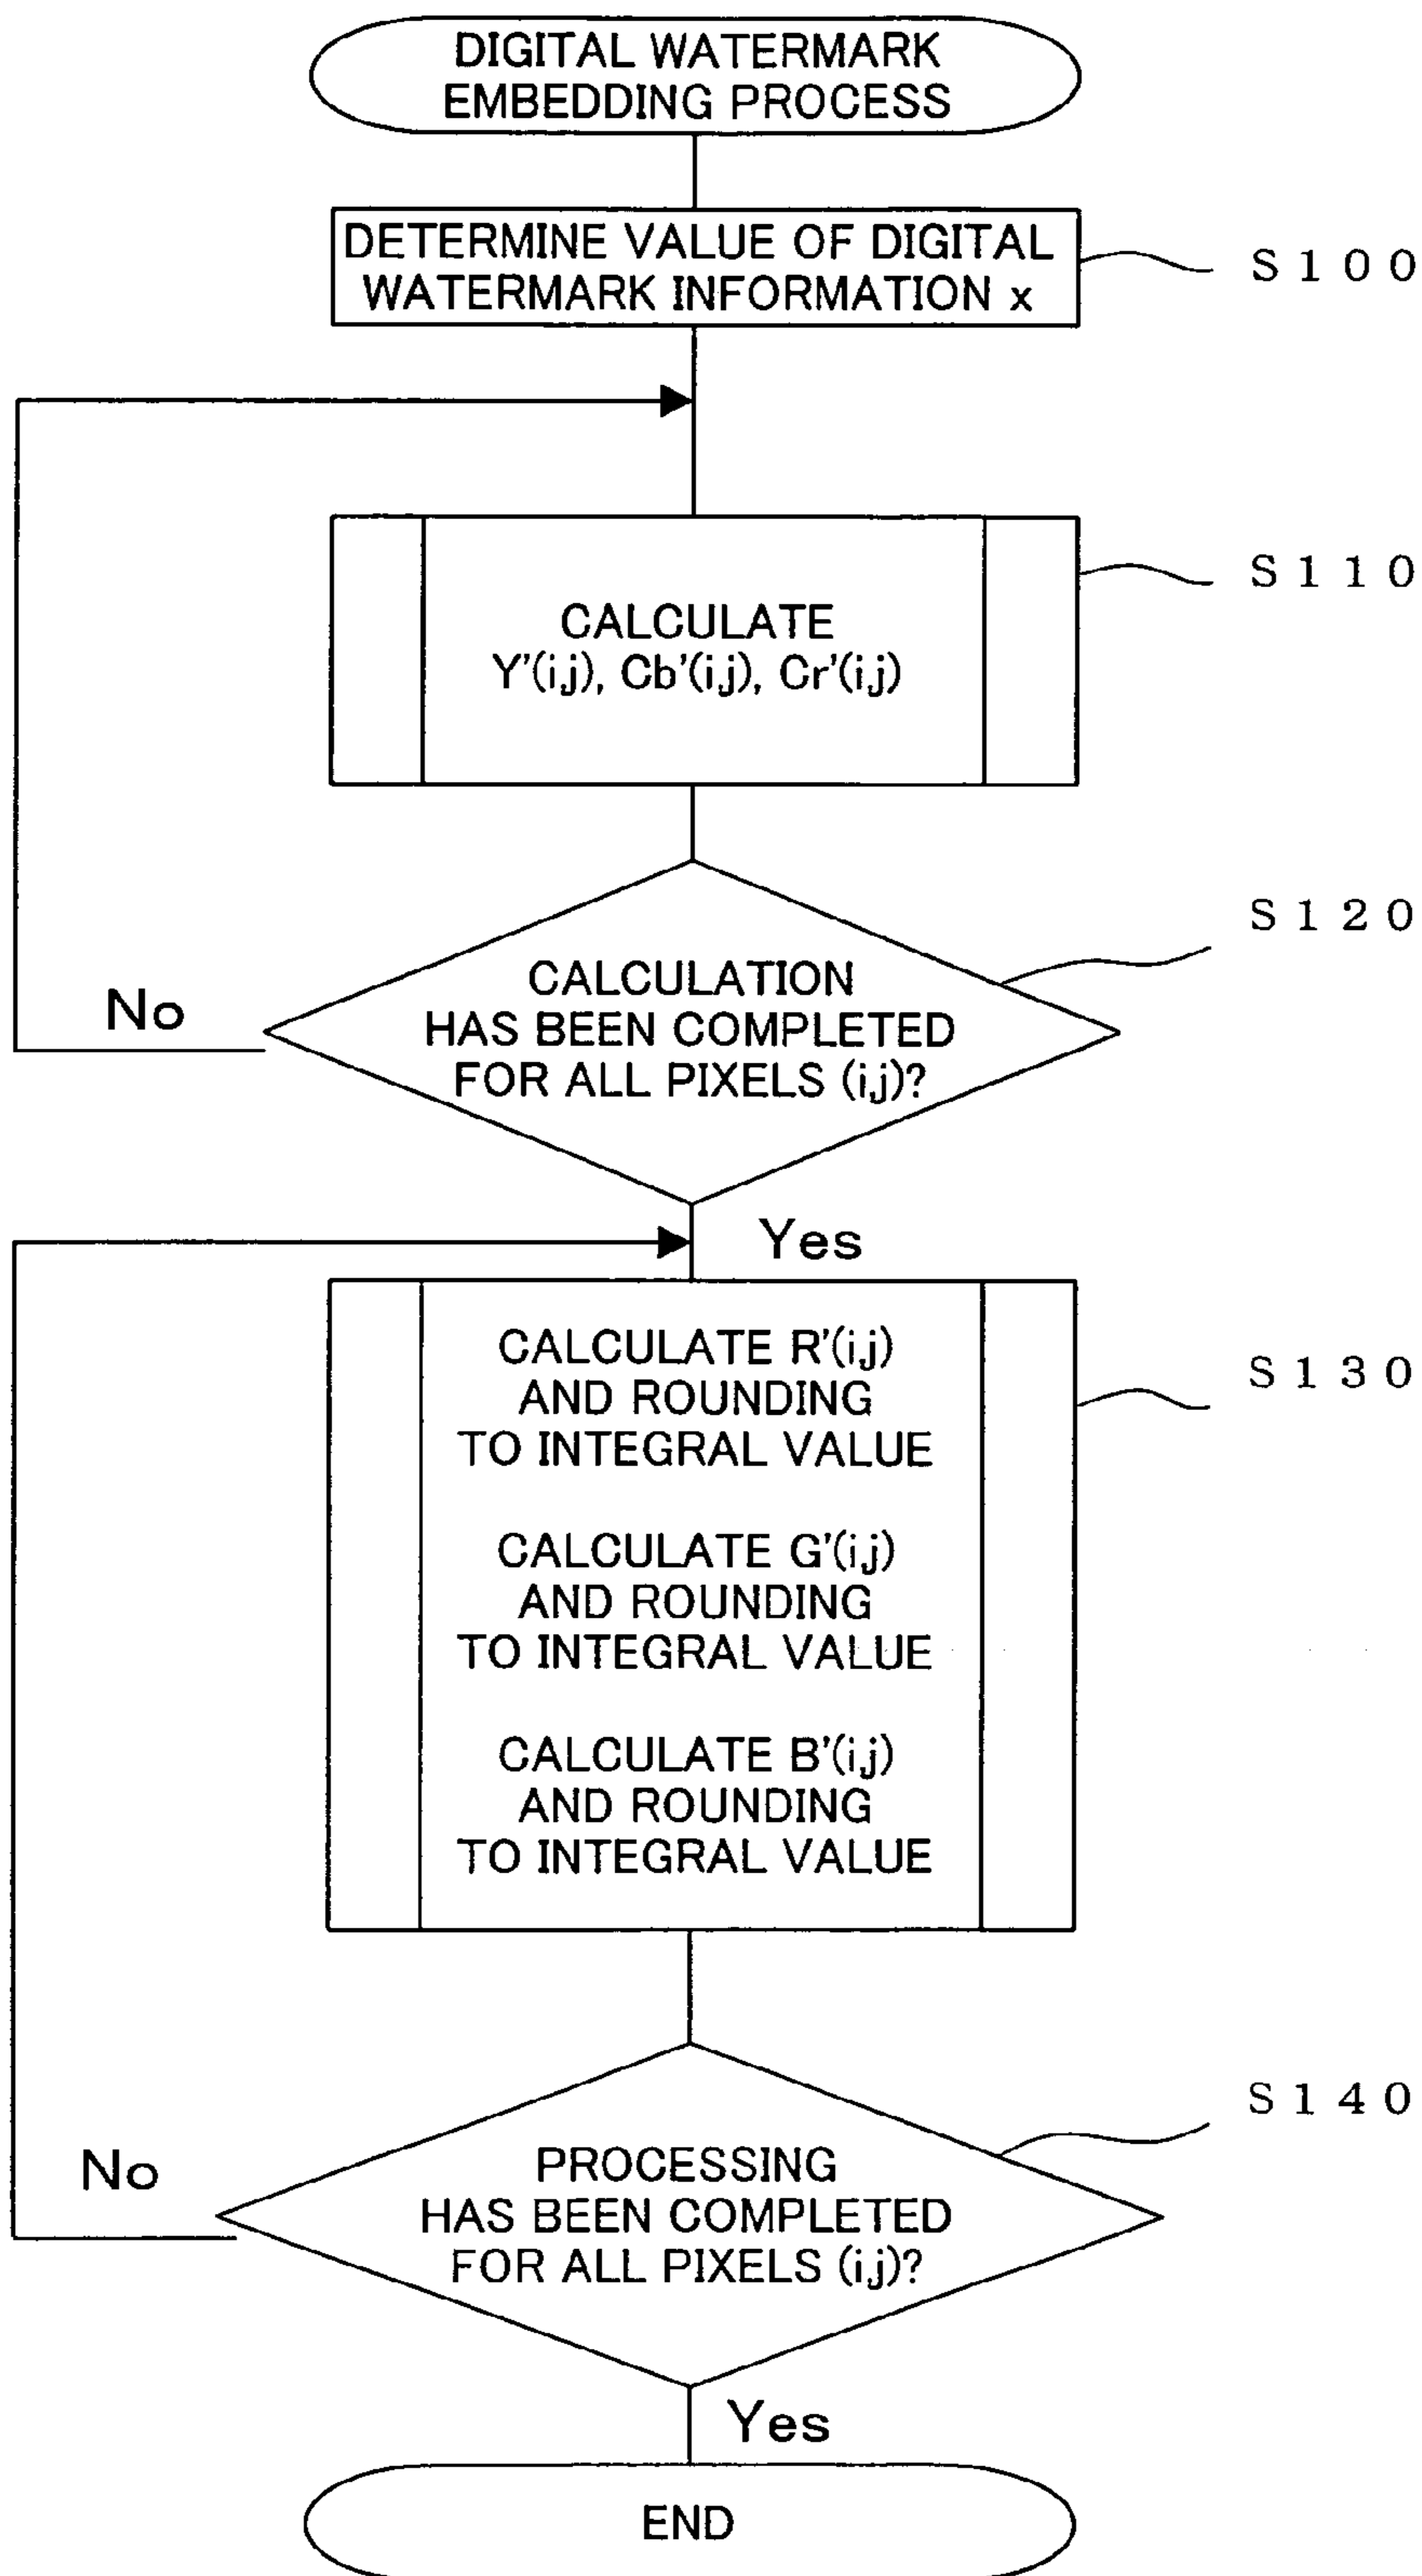 DIGITAL WATERMARK
EMBEDDING PROCESS
DETERMINE VALUE OF DIGITAL
WATERMARK INFORMATION x
S100
S110
CALCULATE
Y'(i,j), Cb'(i,j), Cr'(i,j)
S120
CALCULATION
HAS BEEN COMPLETED
FOR ALL PIXELS (i,j)?
No
Yes
CALCULATE R'(i,j)
AND ROUNDING
TO INTEGRAL VALUE
S130
CALCULATE G'(i,j)
AND ROUNDING
TO INTEGRAL VALUE
CALCULATE B'(i,j)
AND ROUNDING
TO INTEGRAL VALUE
S140
PROCESSING
HAS BEEN COMPLETED
FOR ALL PIXELS (i,j)?
No
Yes
END